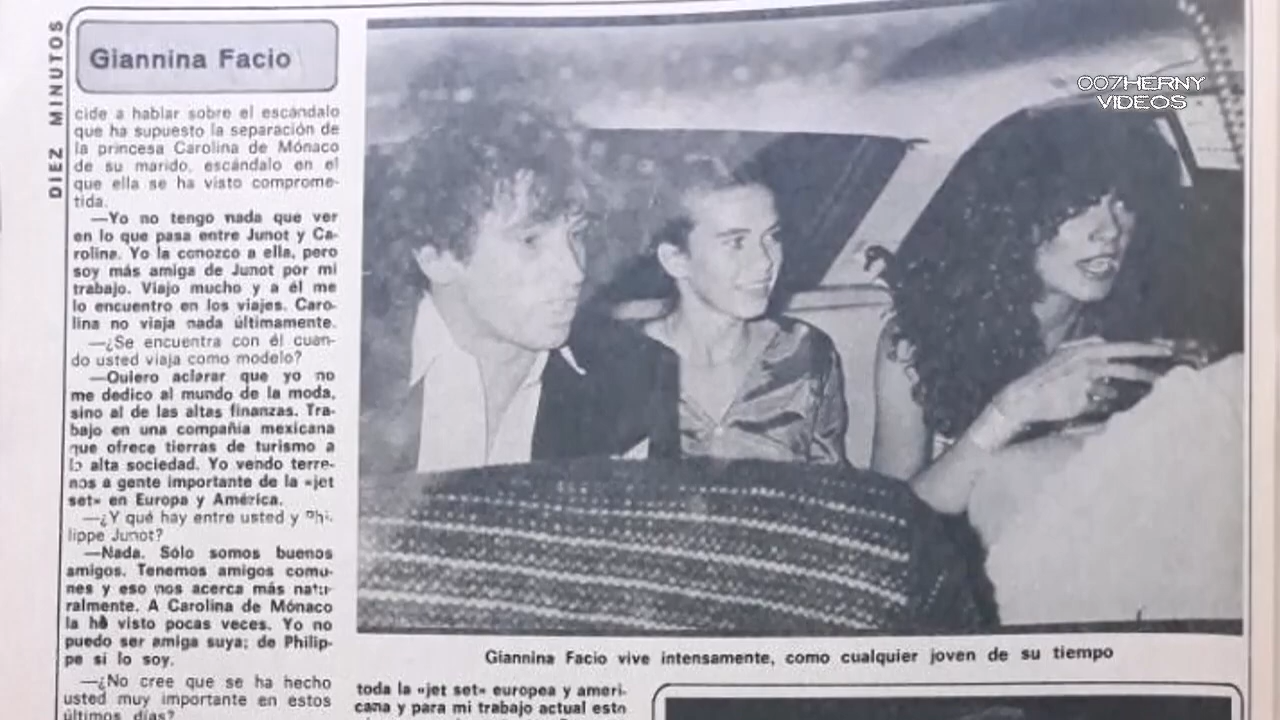 DIEZ MINUTOS
Giannina Facio
cide a hablar sobre el escándalo
que ha supuesto la separación de
la princesa Carolina de Mónaco
de su marido, escándalo en el
que ella se ha visto comprome-
tida.
—Yo no tengo nada que ver
en lo que pasa entre Junot y Ca-
rolina. Yo la conozco a ella, pero
soy más amiga de Junot por mi
trabajo. Viajo mucho y a él me
lo encuentro en los viajes. Caro-
lina no viaja nada últimamente.
—¿Se encuentra con él cuan-
do usted viaja como modelo?
—Quiero aclarar que yo no
me dedico al mundo de la moda,
sino al de las altas finanzas. Tra-
bajo en una compañía mexicana
que ofrece tierras de turismo a
la alta sociedad. Yo vendo terre-
nos a gente importante de la «jet
set» en Europa y América.
—¿Y qué hay entre usted y Phi-
lippe Junot?
—Nada. Sólo somos buenos
amigos. Tenemos amigos comu-
nes y eso nos acerca más natu-
ralmente. A Carolina de Mónaco
la he visto pocas veces. Yo no
puedo ser amiga suya; de Philip-
pe sí lo soy.
—¿No cree que se ha hecho
usted muy importante en estos
últimos días?
007HERNY
VIDEOS
Giannina Facio vive intensamente, como cualquier joven de su tiempo
toda la «jet set» europea y ameri-
cana y para mi trabajo actual esto